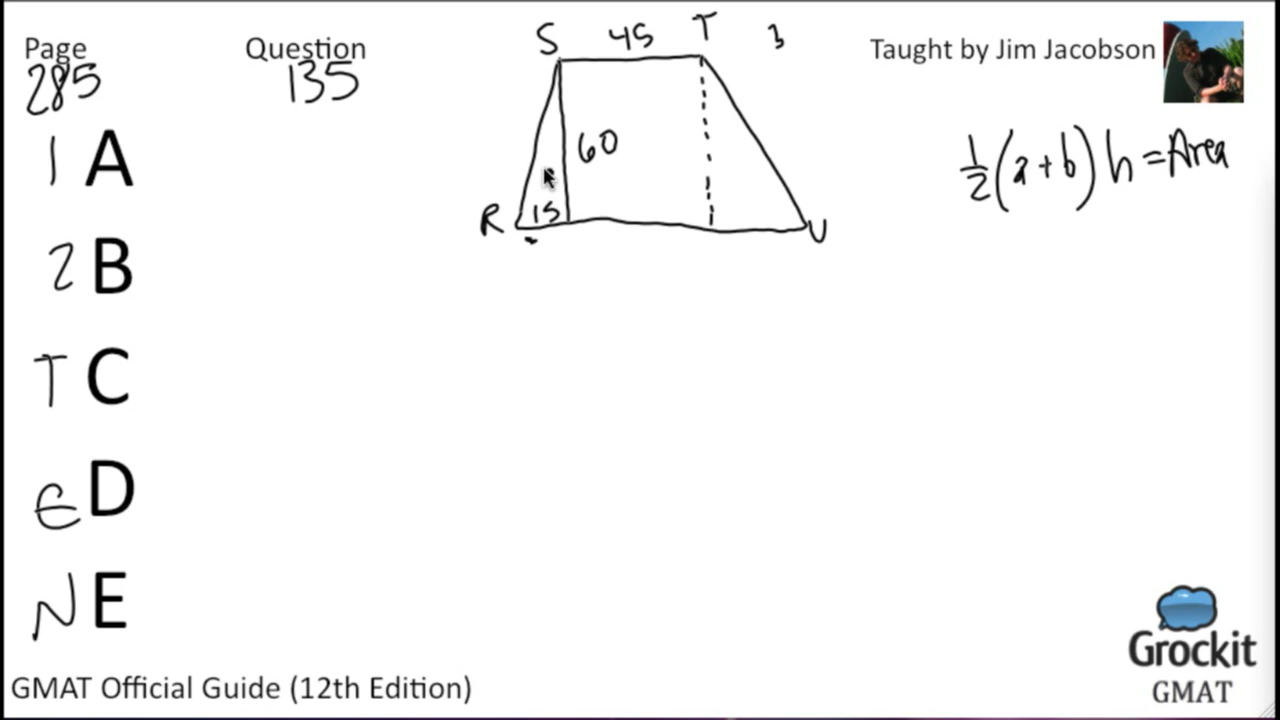 Page Question
285 135
Taught by Jim Jacobson
S 45 T 3
60
15
R U
1/2(a+b)h=Area
1 A
2 B
T C
E D
N E
GMAT Official Guide (12th Edition)
Grockit
GMAT